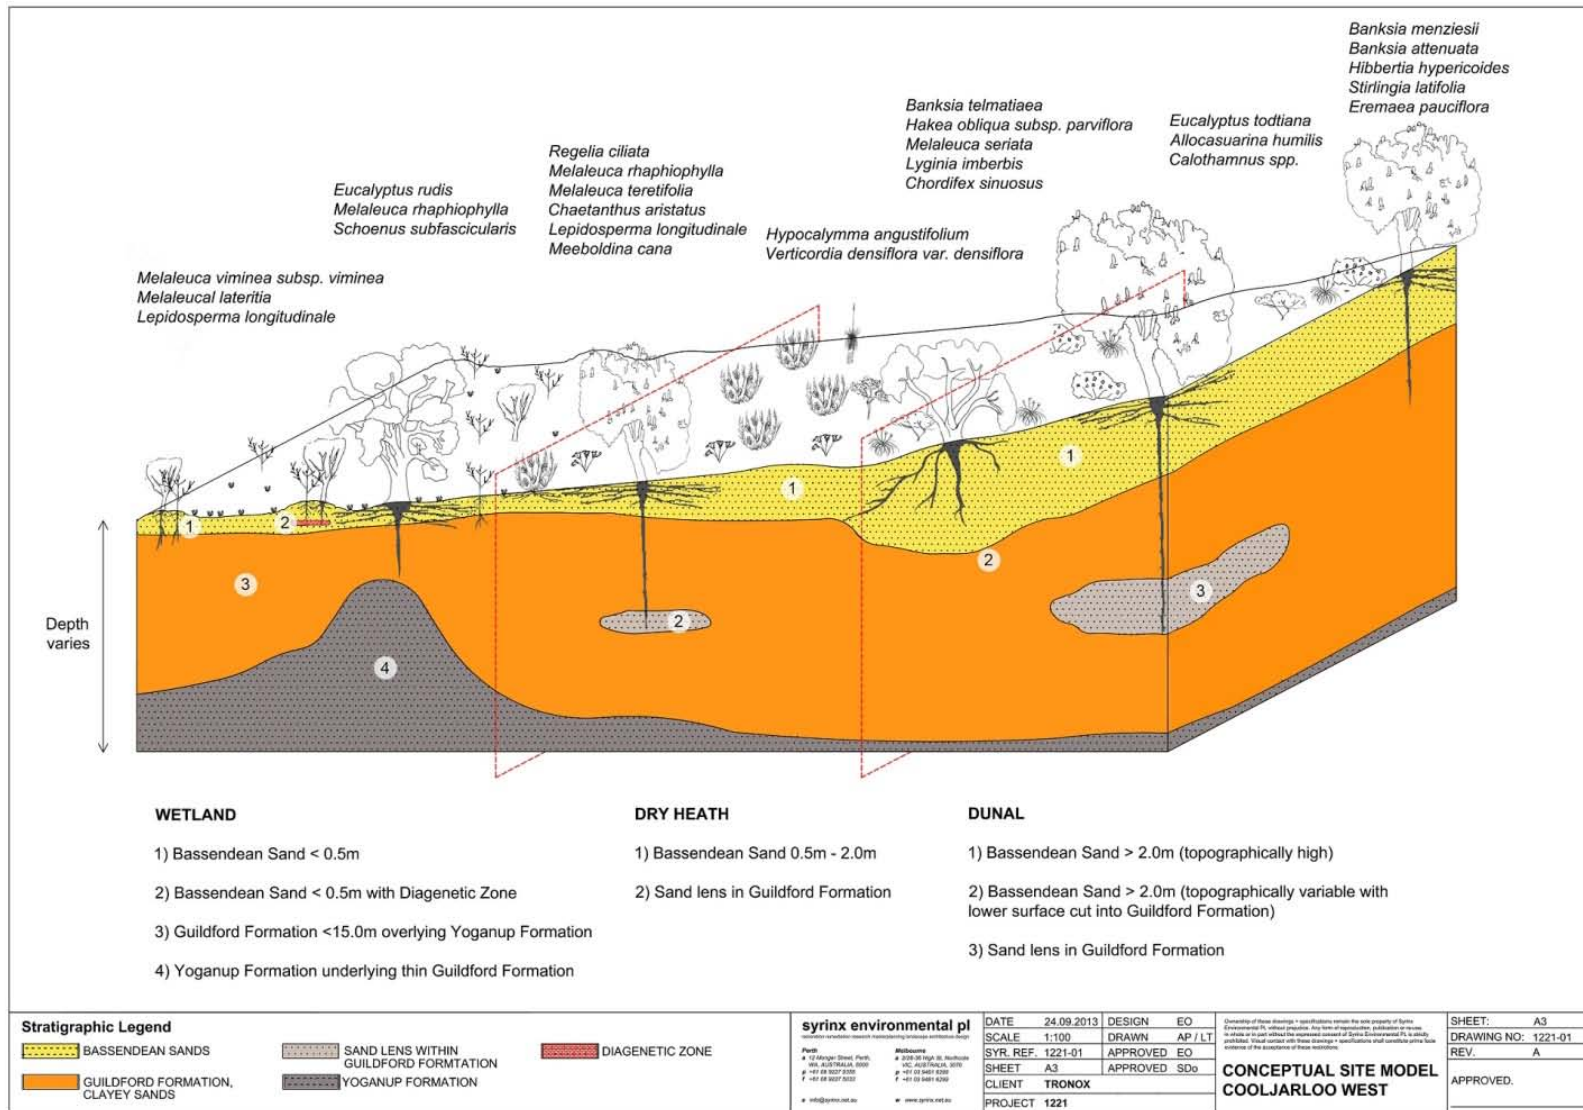 Banksia menziesii
Banksia attenuata
Hibbertia hypericoides
Stirlingia latifolia
Eremaea pauciflora
Banksia telmatiaea
Hakea obliqua subsp. parviflora
Melaleuca seriata
Lyginia imberbis
Chordifex sinuosus
Eucalyptus todtiana
Allocasuarina humilis
Calothamnus spp.
Regelia ciliata
Melaleuca rhaphiophylla
Melaleuca teretifolia
Chaetanthus aristatus
Lepidosperma longitudinale
Meeboldina cana
Eucalyptus rudis
Melaleuca rhaphiophylla
Schoenus subfascicularis
Hypocalymma angustifolium
Verticordia densiflora var. densiflora
Melaleuca viminea subsp. viminea
Melaleucal lateritia
Lepidosperma longitudinale
1
2
3
4
2
1
1
2
3
Depth
varies
WETLAND
1) Bassendean Sand < 0.5m
2) Bassendean Sand < 0.5m with Diagenetic Zone
3) Guildford Formation <15.0m overlying Yoganup Formation
4) Yoganup Formation underlying thin Guildford Formation
DRY HEATH
1) Bassendean Sand 0.5m - 2.0m
2) Sand lens in Guildford Formation
DUNAL
1) Bassendean Sand > 2.0m (topographically high)
2) Bassendean Sand > 2.0m (topographically variable with
lower surface cut into Guildford Formation)
3) Sand lens in Guildford Formation
Stratigraphic Legend
BASSENDEAN SANDS
GUILDFORD FORMATION,
CLAYEY SANDS
SAND LENS WITHIN
GUILDFORD FORMTATION
YOGANUP FORMATION
DIAGENETIC ZONE
syrinx environmental pl
Perth
Melbourne
e info@syrinx.net.au
w www.syrinx.net.au
DATE 24.09.2013 DESIGN EO
SCALE 1:100 DRAWN AP / LT
SYR. REF. 1221-01 APPROVED EO
SHEET A3 APPROVED SDo
CLIENT TRONOX
PROJECT 1221
CONCEPTUAL SITE MODEL
COOLJARLOO WEST
SHEET: A3
DRAWING NO: 1221-01
REV. A
APPROVED.